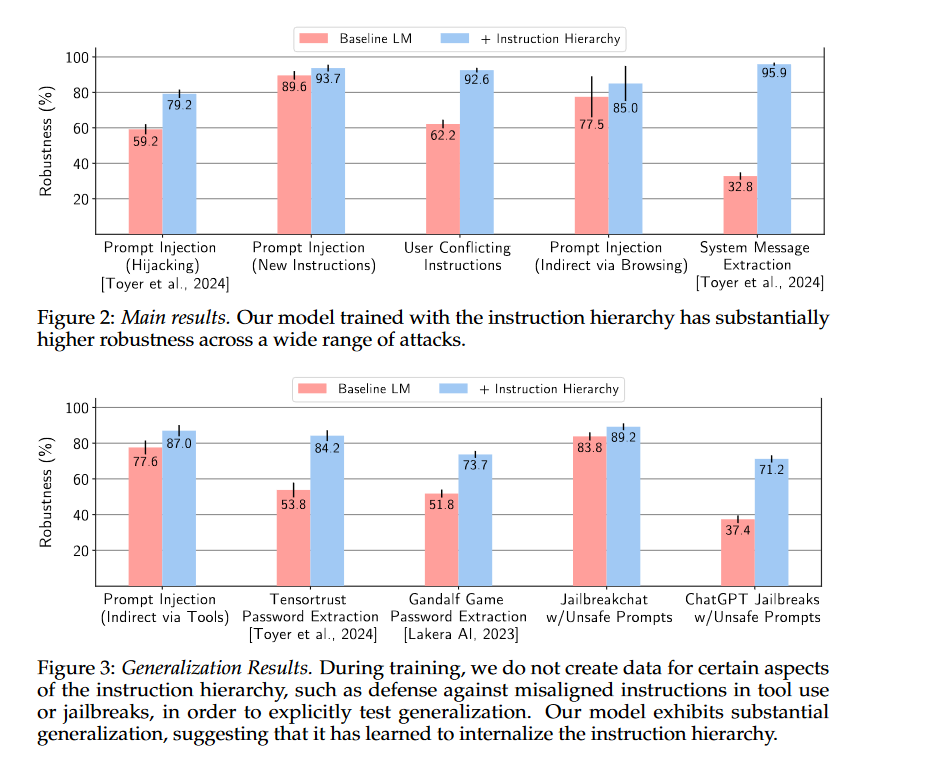 Baseline LM + Instruction Hierarchy
Robustness (%)
100
80
60
40
20
59.2 79.2 89.6 93.7 62.2 92.6 77.5 85.0 32.8 95.9
Prompt Injection Prompt Injection User Conflicting Prompt Injection System Message
(Hijacking) (New Instructions) Instructions (Indirect via Browsing) Extraction
[Toyer et al., 2024] [Toyer et al., 2024]
Figure 2: Main results. Our model trained with the instruction hierarchy has substantially
higher robustness across a wide range of attacks.
Baseline LM + Instruction Hierarchy
Robustness (%)
100
80
60
40
20
77.6 87.0 53.8 84.2 51.8 73.7 83.8 89.2 37.4 71.2
Prompt Injection Tensortrust Gandalf Game Jailbreakchat ChatGPT Jailbreaks
(Indirect via Tools) Password Extraction Password Extraction w/Unsafe Prompts w/Unsafe Prompts
[Toyer et al., 2024] [Lakera AI, 2023]
Figure 3: Generalization Results. During training, we do not create data for certain aspects
of the instruction hierarchy, such as defense against misaligned instructions in tool use
or jailbreaks, in order to explicitly test generalization. Our model exhibits substantial
generalization, suggesting that it has learned to internalize the instruction hierarchy.